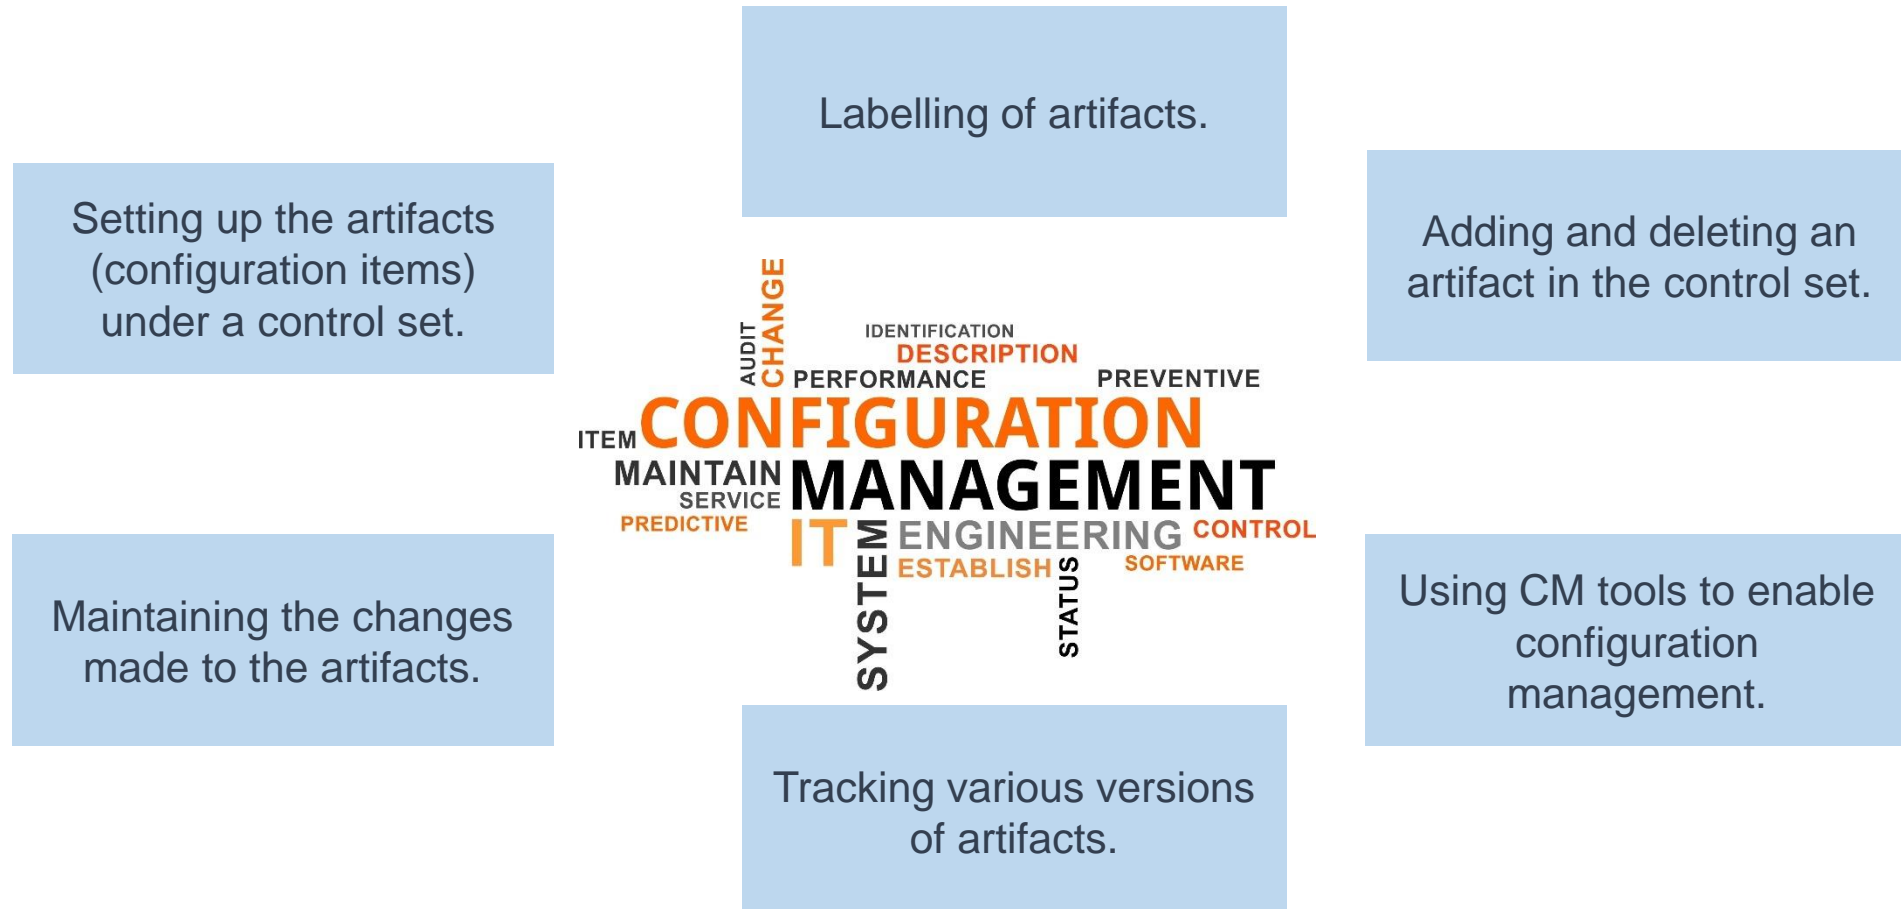 Labelling of artifacts.
Setting up the artifacts
(configuration items)
under a control set.
Adding and deleting an
artifact in the control set.
AUDIT
CHANGE
IDENTIFICATION
DESCRIPTION
PERFORMANCE
PREVENTIVE
ITEM
CONFIGURATION
MAINTAIN
MANAGEMENT
SERVICE
PREDICTIVE
IT
SYSTEM
ENGINEERING
CONTROL
ESTABLISH
STATUS
SOFTWARE
Maintaining the changes
made to the artifacts.
Using CM tools to enable
configuration
management.
Tracking various versions
of artifacts.